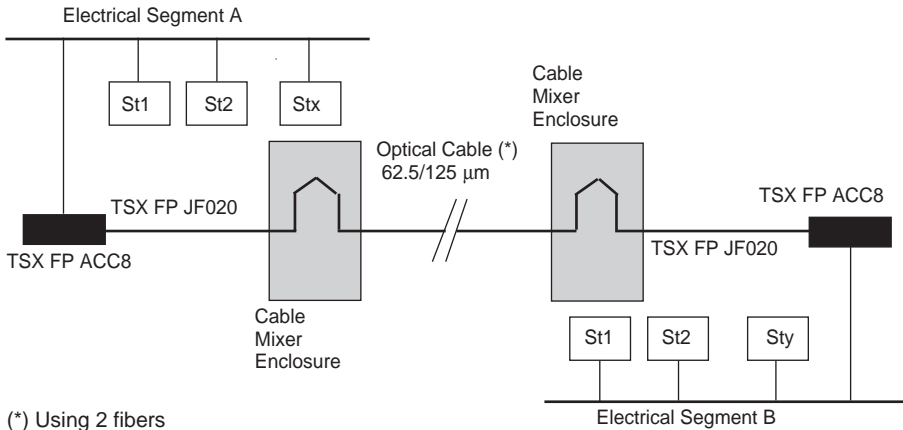 Electrical Segment A
St1
St2
Stx
Cable
Mixer
Enclosure
Optical Cable (*)
62.5/125 μm
TSX FP JF020
TSX FP ACC8
TSX FP ACC8
TSX FP JF020
Cable
Mixer
Enclosure
St1
St2
Sty
Electrical Segment B
(*) Using 2 fibers